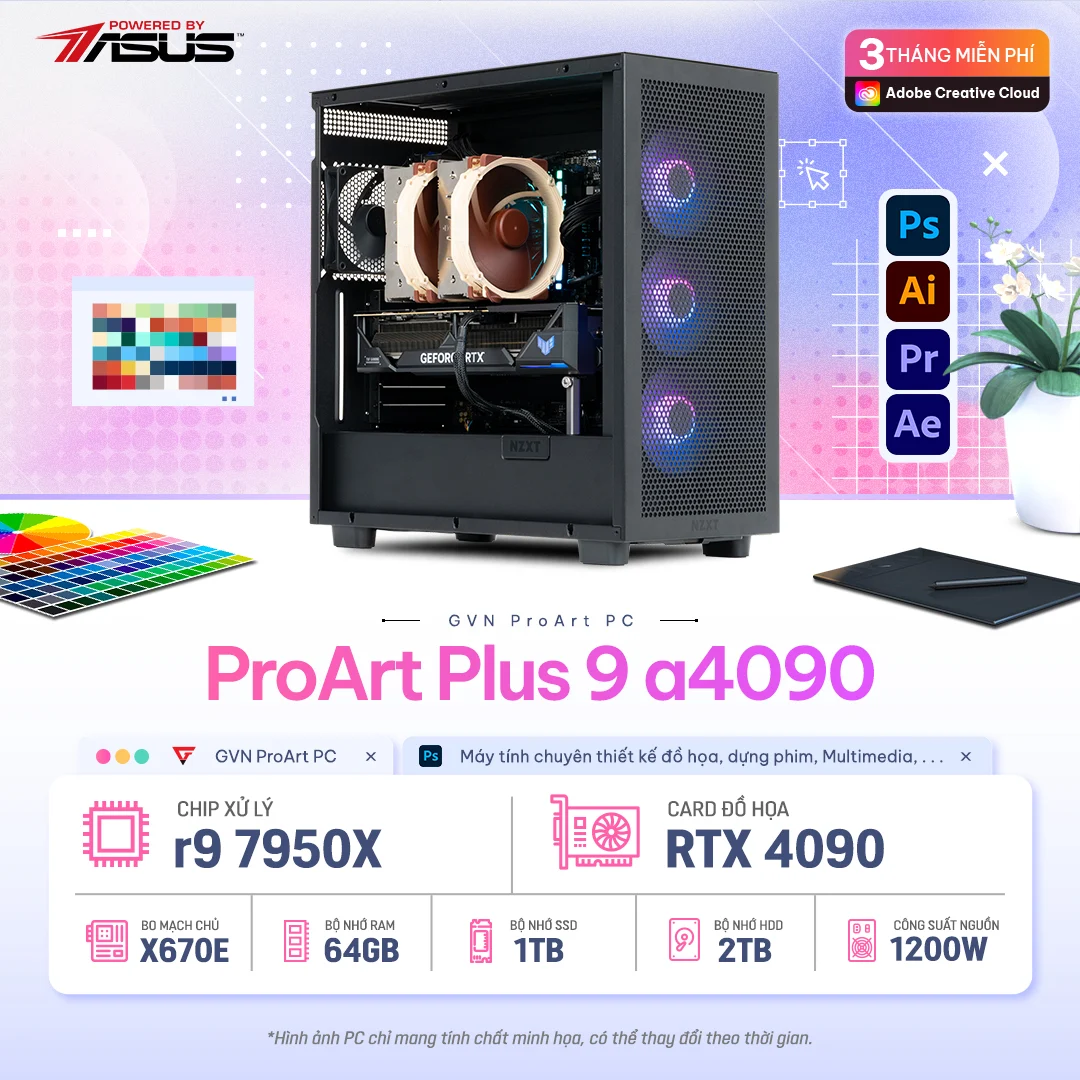 POWERED BY
ASUS™
3 THÁNG MIỄN PHÍ
Adobe Creative Cloud
Ps
Ai
Pr
Ae
GEFORCE RTX
NZXT
NZXT
GVN ProArt PC
ProArt Plus 9 a4090
GVN ProArt PC ×
Ps Máy tính chuyên thiết kế đồ họa, dựng phim, Multimedia, . . . ×
CHIP XỬ LÝ
r9 7950X
CARD ĐỒ HỌA
RTX 4090
BO MẠCH CHỦ
X670E
BỘ NHỚ RAM
64GB
BỘ NHỚ SSD
1TB
BỘ NHỚ HDD
2TB
CÔNG SUẤT NGUỒN
1200W
*Hình ảnh PC chỉ mang tính chất minh họa, có thể thay đổi theo thời gian.